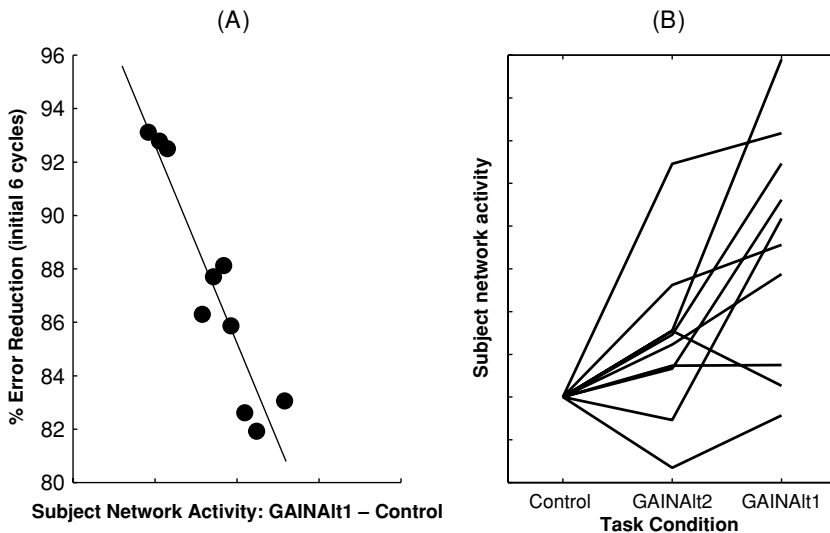 (A)
% Error Reduction (initial 6 cycles)
96
94
92
90
88
86
84
82
80
Subject Network Activity: GAINAlt1 – Control
(B)
Subject network activity
Control
GAINAlt2
GAINAlt1
Task Condition